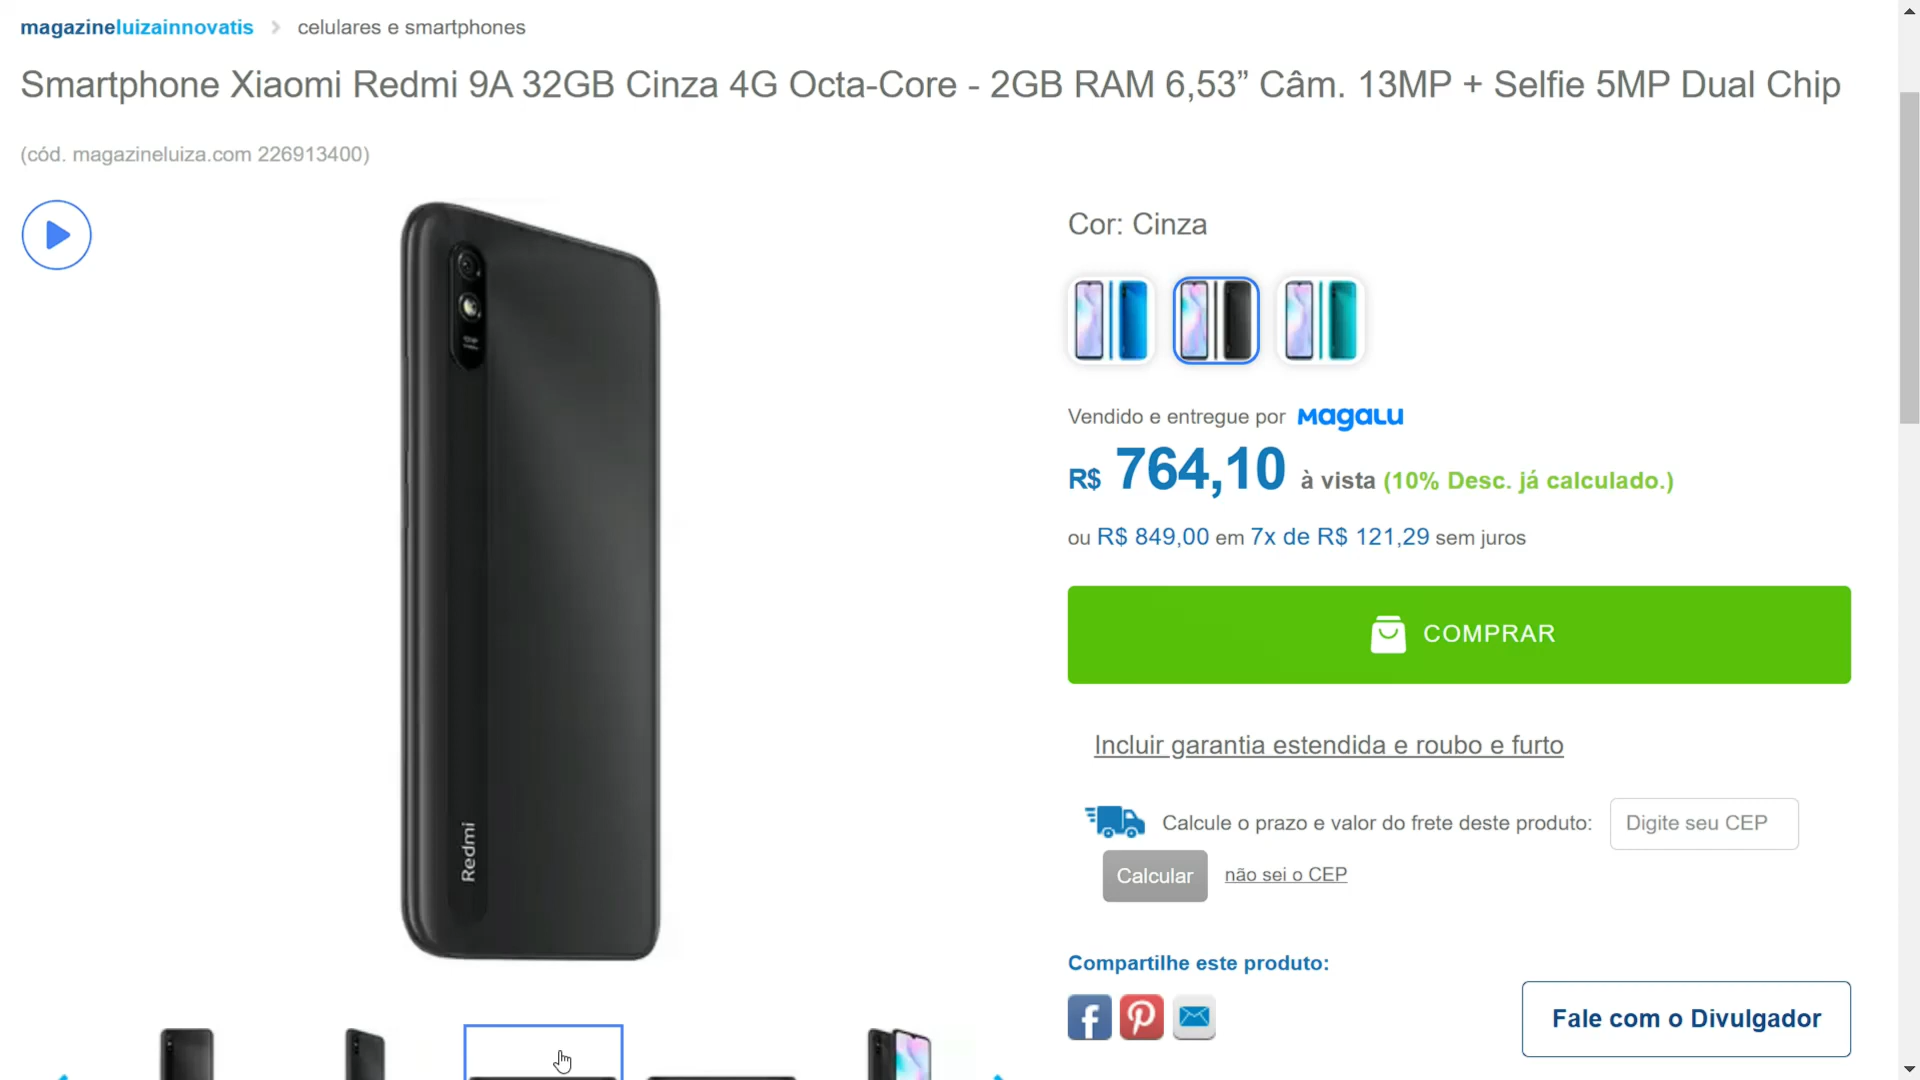 magazineluizainnovatis > celulares e smartphones
Smartphone Xiaomi Redmi 9A 32GB Cinza 4G Octa-Core - 2GB RAM 6,53” Câm. 13MP + Selfie 5MP Dual Chip
(cód. magazineluiza.com 226913400)
Cor: Cinza
Vendido e entregue por Magalu
R$ 764,10 à vista (10% Desc. já calculado.)
ou R$ 849,00 em 7x de R$ 121,29 sem juros
COMPRAR
Incluir garantia estendida e roubo e furto
Calcule o prazo e valor do frete deste produto: Digite seu CEP
Calcular não sei o CEP
Redmi
Compartilhe este produto:
Fale com o Divulgador